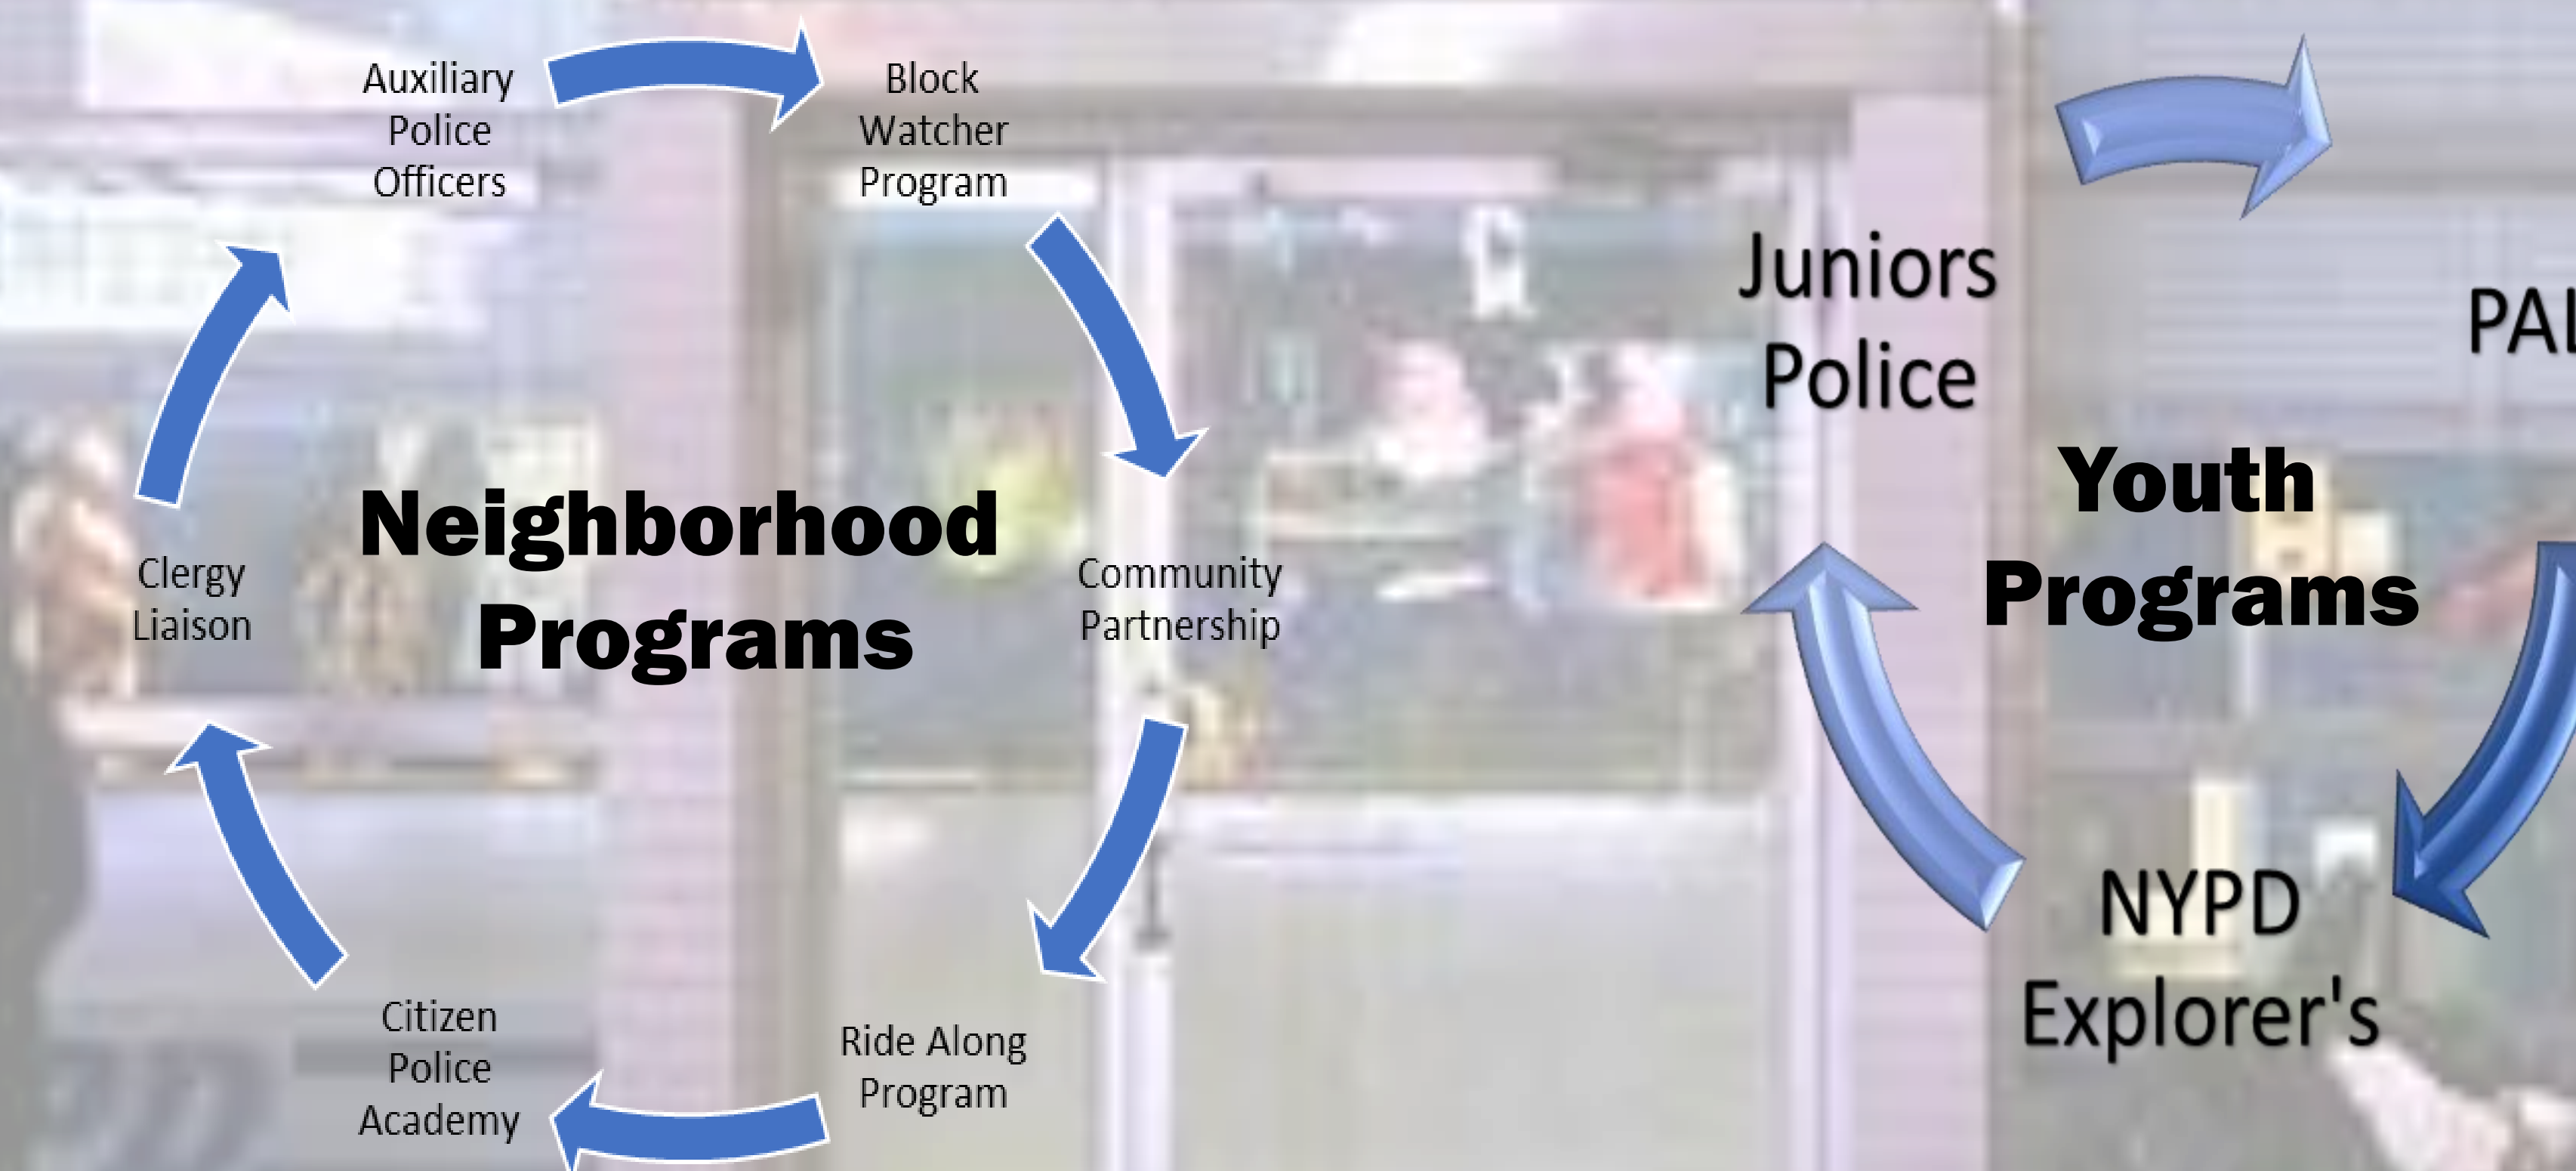 Auxiliary
Police
Officers
Block
Watcher
Program
Community
Partnership
Ride Along
Program
Citizen
Police
Academy
Clergy
Liaison
Neighborhood
Programs
Juniors
Police
PAL
NYPD
Explorer's
Youth
Programs